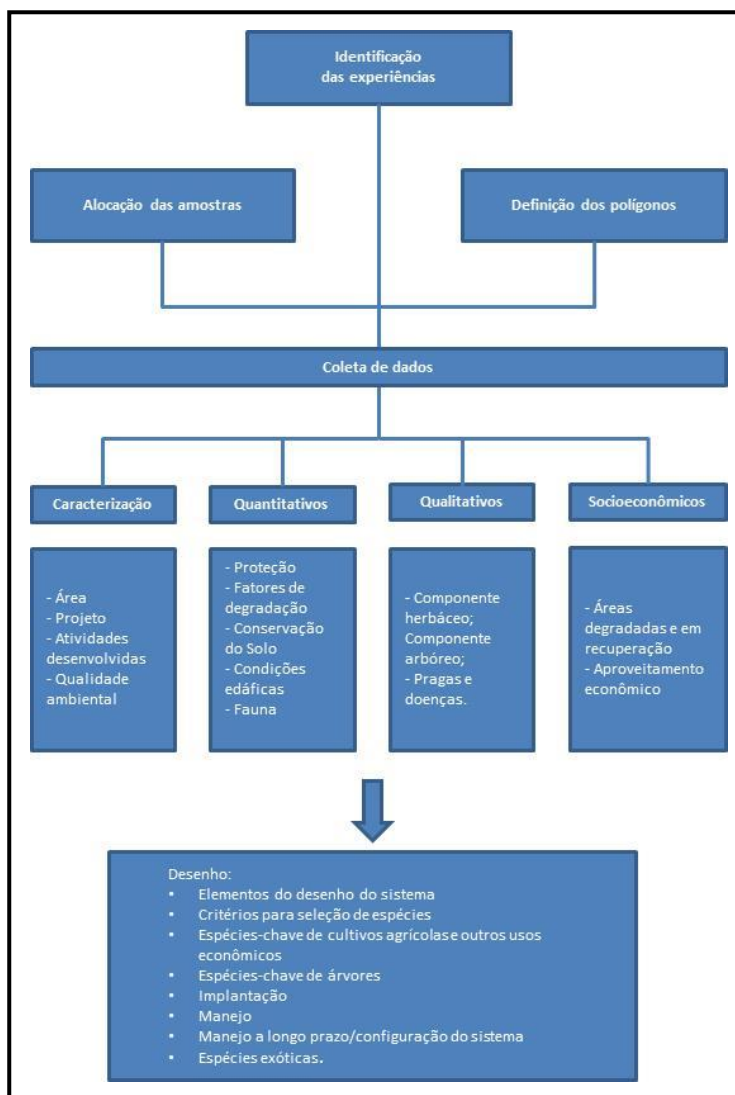 Identificação
das experiências
Alocação das amostras
Definição dos polígonos
Coleta de dados
Caracterização
Quantitativos
Qualitativos
Socioeconômicos
- Área
- Projeto
- Atividades
desenvolvidas
- Qualidade
ambiental
- Proteção
- Fatores de
degradação
- Conservação
do Solo
- Condições
edáficas
- Fauna
- Componente
herbáceo;
Componente
arbóreo;
- Pragas e
doenças.
- Áreas
degradadas e em
recuperação
- Aproveitamento
econômico
Desenho:
• Elementos do desenho do sistema
• Critérios para seleção de espécies
• Espécies-chave de cultivos agrícolas e outros usos
econômicos
• Espécies-chave de árvores
• Implantação
• Manejo
• Manejo a longo prazo/configuração do sistema
• Espécies exóticas.